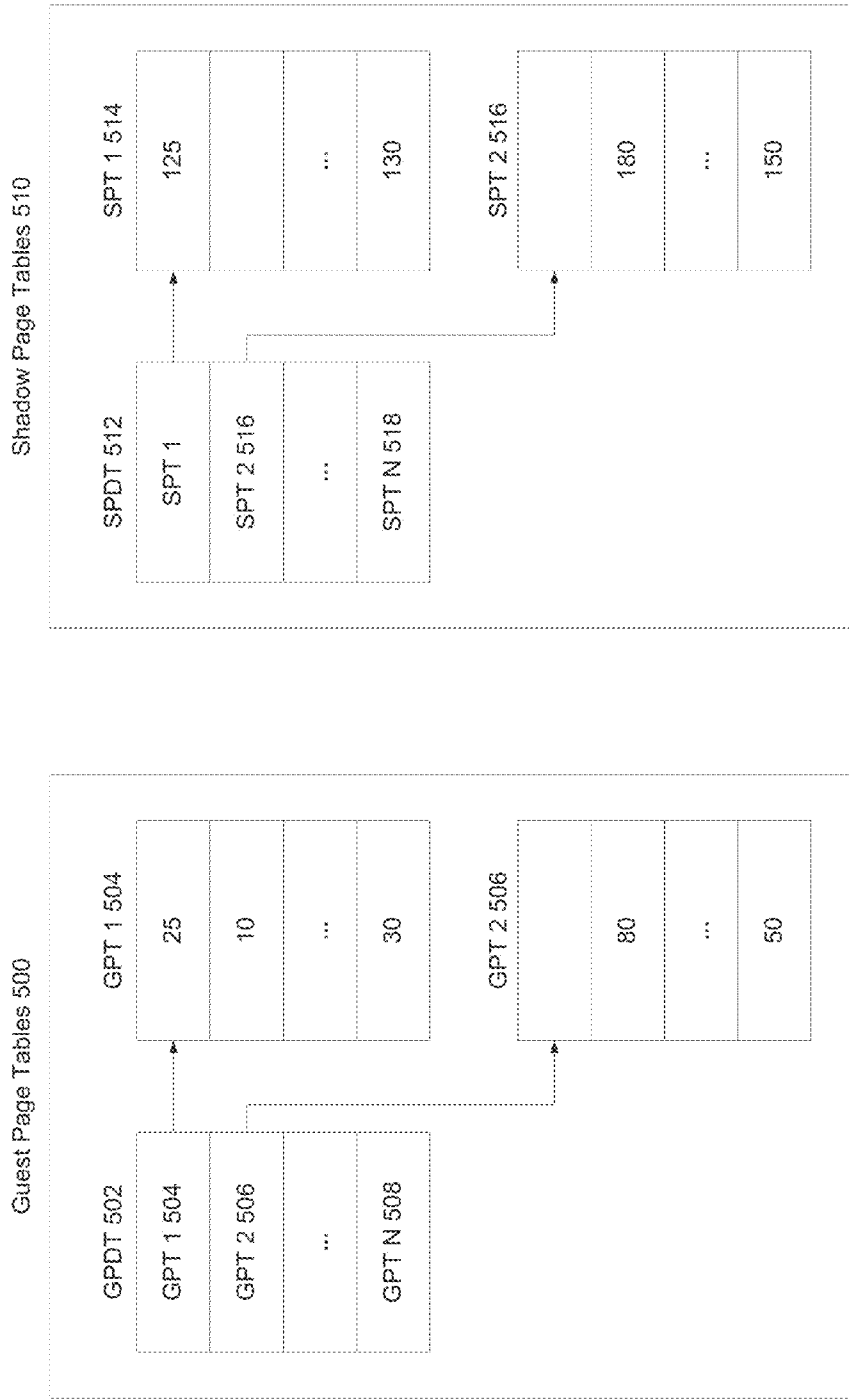 Guest Page Tables 500
GPDT 502
GPT 1 504
GPT 2 506
...
GPT N 508
GPT 1 504
25
10
...
30
GPT 2 506
80
...
50
Shadow Page Tables 510
SPDT 512
SPT 1
SPT 2 516
...
SPT N 518
SPT 1 514
125
...
130
SPT 2 516
180
...
150